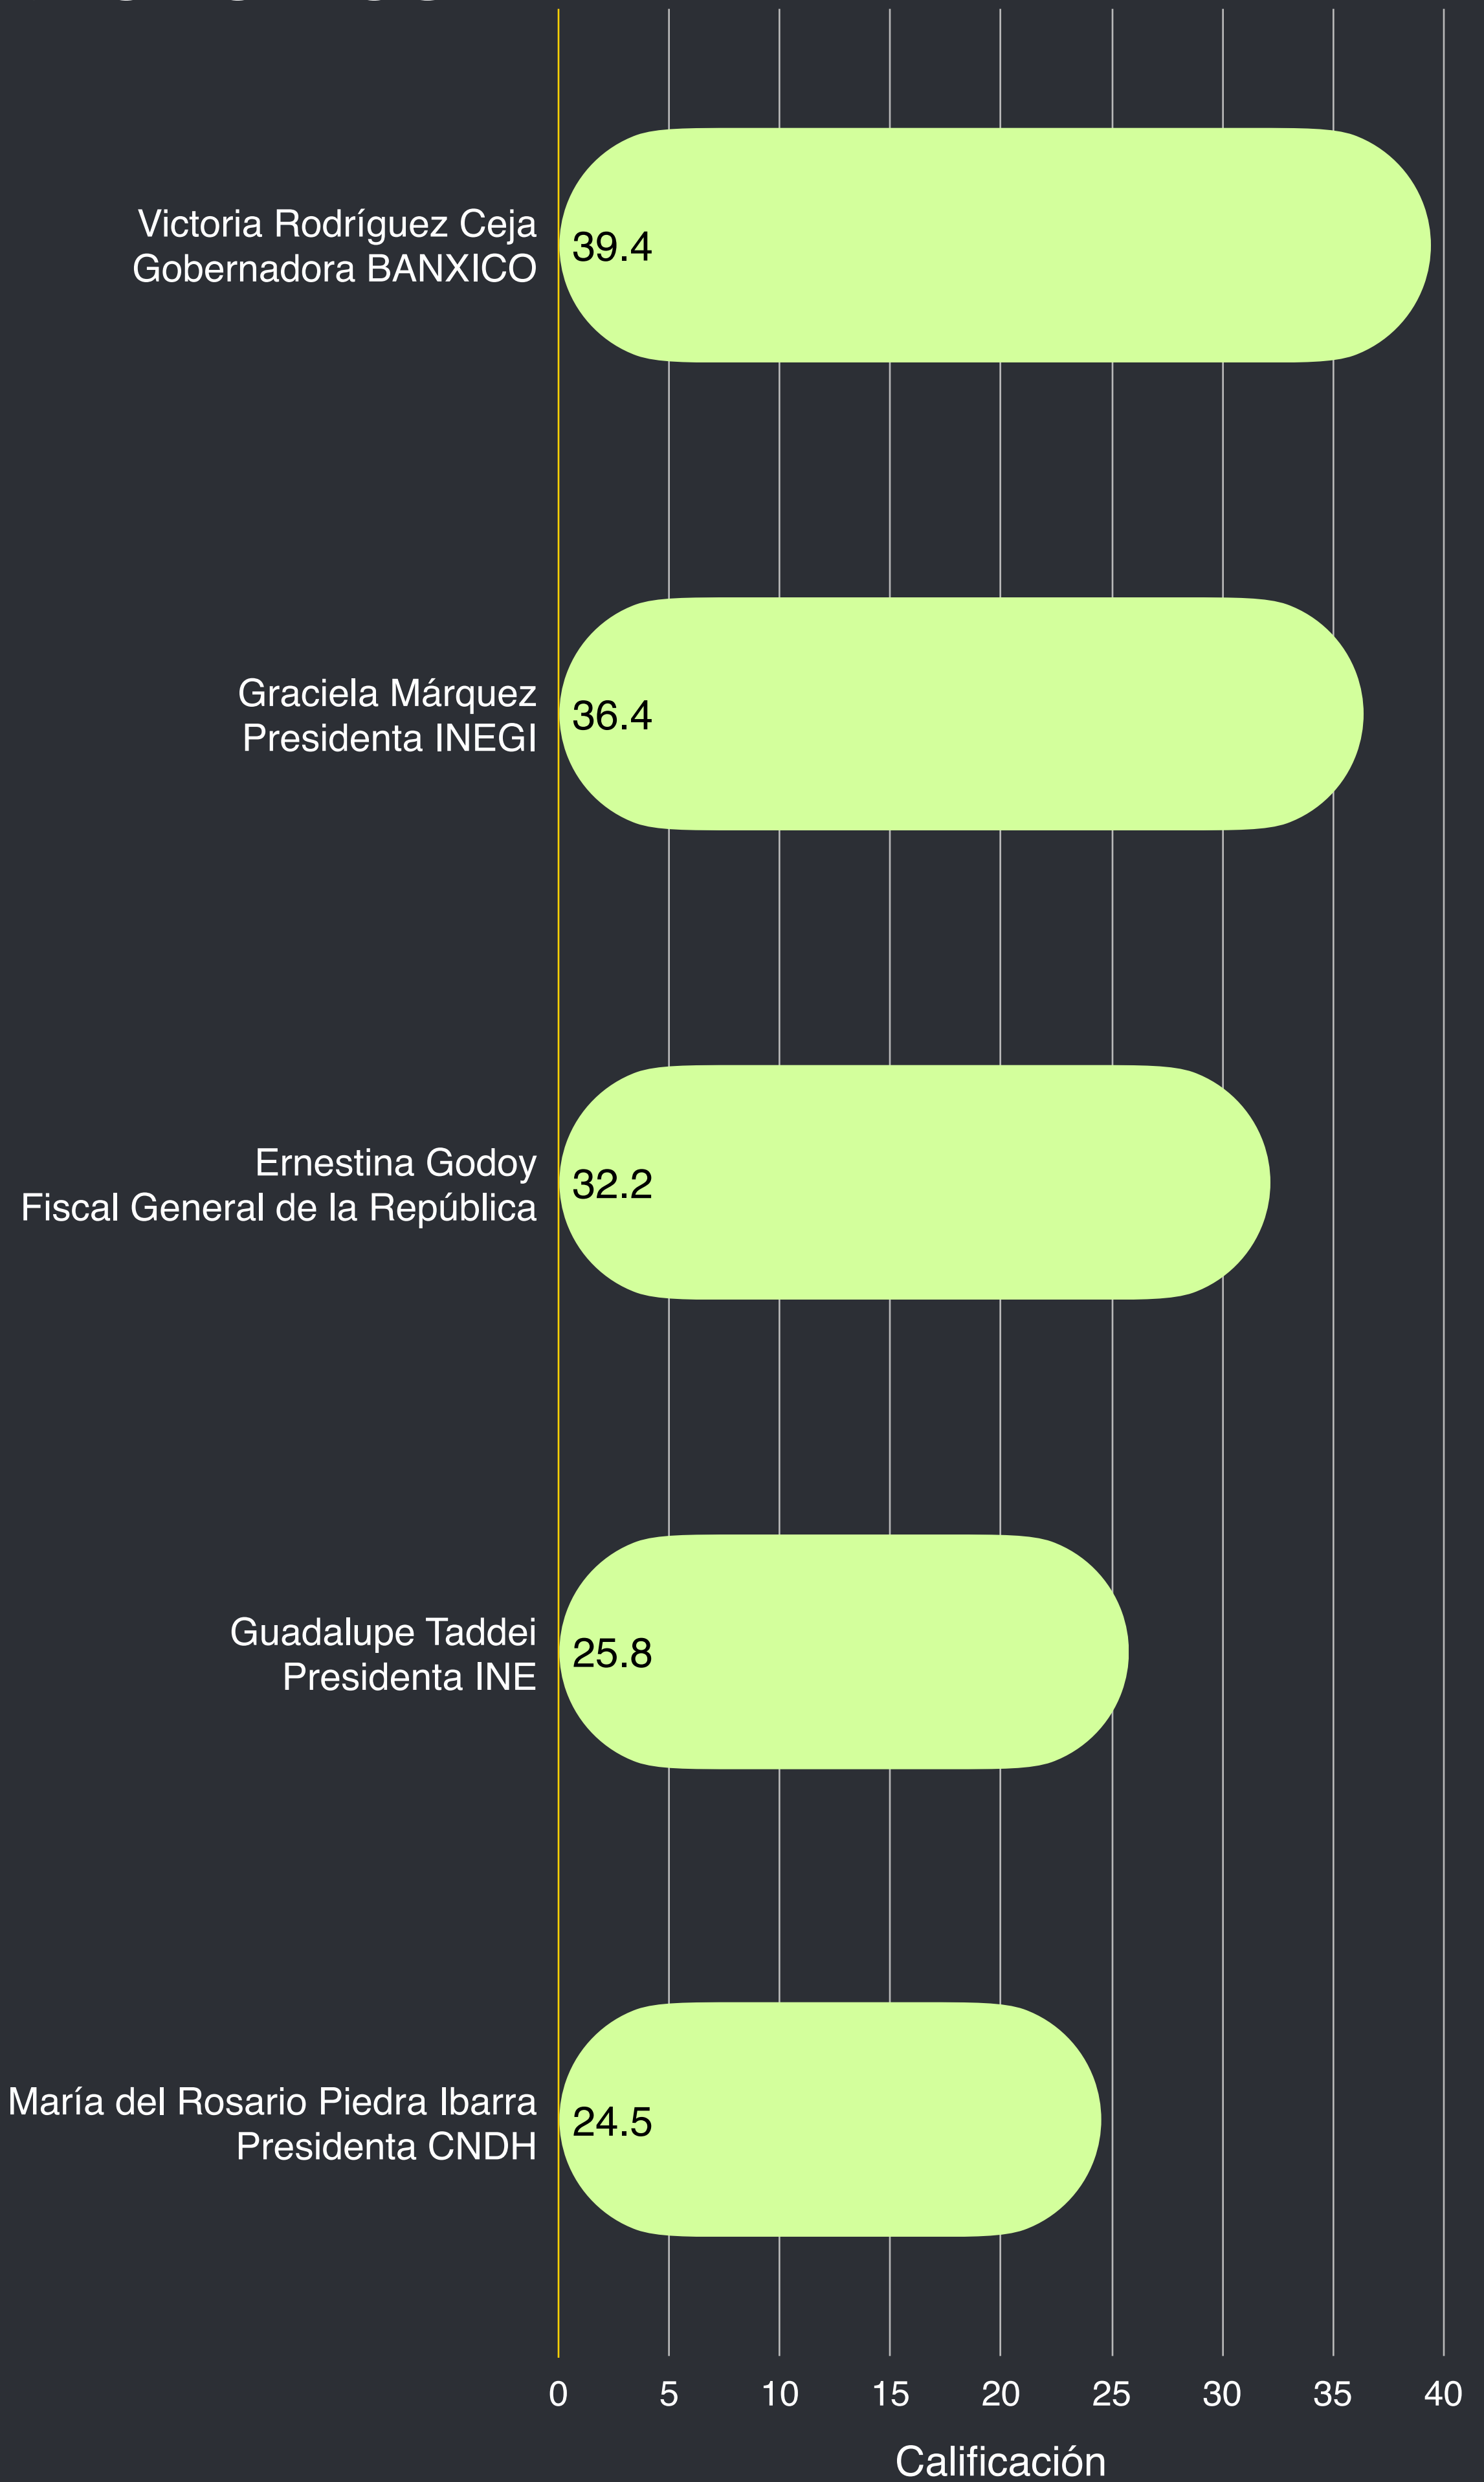 Victoria Rodríguez Ceja
Gobernadora BANXICO
39.4
Graciela Márquez
Presidenta INEGI
36.4
Ernestina Godoy
Fiscal General de la República
32.2
Guadalupe Taddei
Presidenta INE
25.8
María del Rosario Piedra Ibarra
Presidenta CNDH
24.5
0 5 10 15 20 25 30 35 40
Calificación